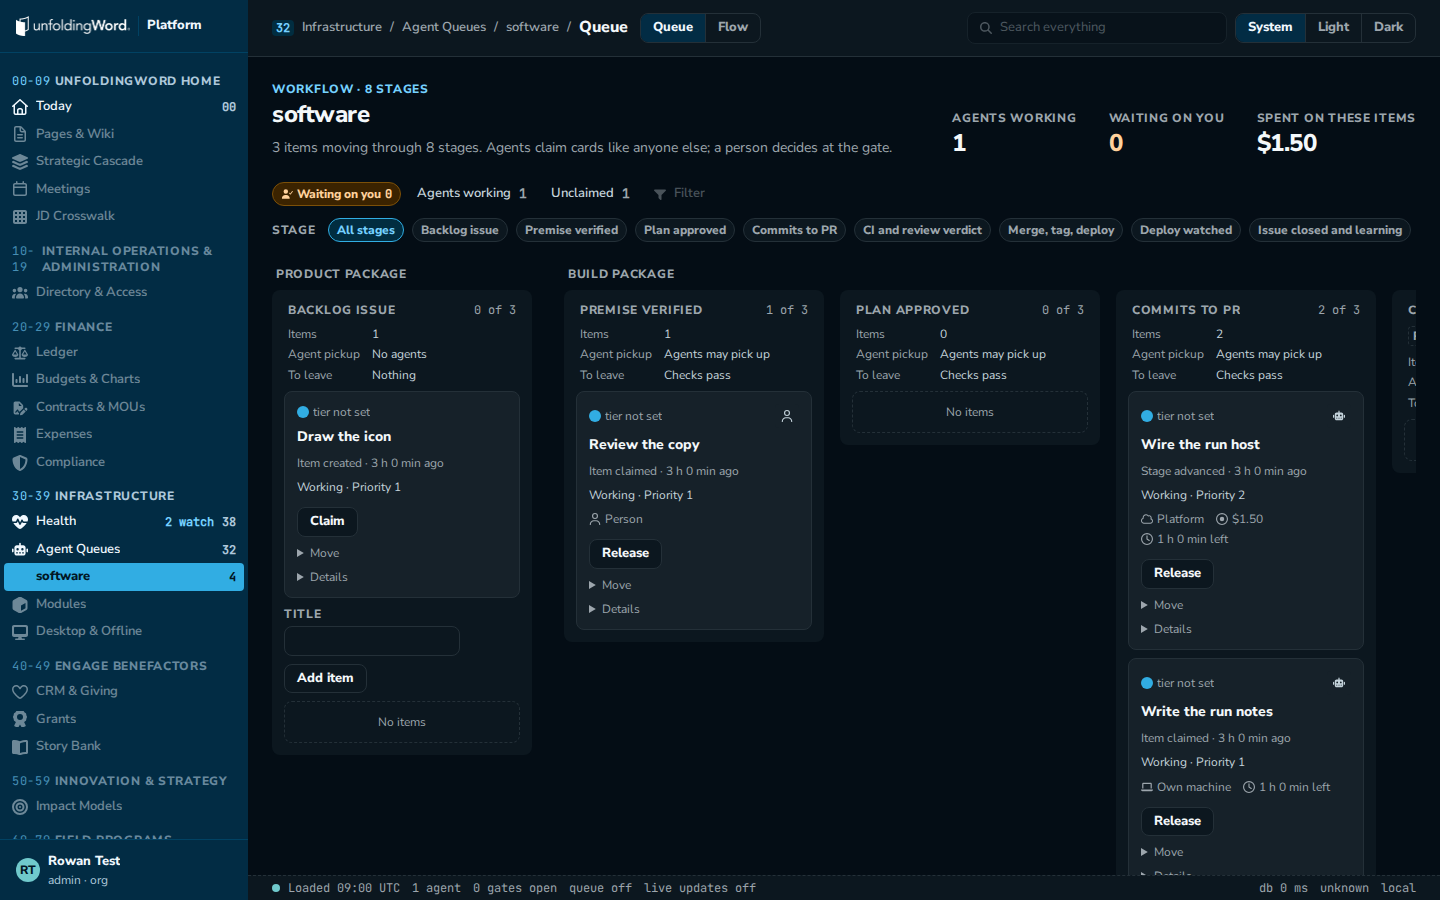 unfoldingWord. Platform
00-09 UNFOLDINGWORD HOME
Today 00
Pages & Wiki
Strategic Cascade
Meetings
JD Crosswalk
10-19 INTERNAL OPERATIONS & ADMINISTRATION
Directory & Access
20-29 FINANCE
Ledger
Budgets & Charts
Contracts & MOUs
Expenses
Compliance
30-39 INFRASTRUCTURE
Health 2 watch 38
Agent Queues 32
software 4
Modules
Desktop & Offline
40-49 ENGAGE BENEFACTORS
CRM & Giving
Grants
Story Bank
50-59 INNOVATION & STRATEGY
Impact Models
60-79 FIELD PROGRAMS
RT Rowan Test
admin · org
32 Infrastructure / Agent Queues / software / Queue Queue Flow
Search everything System Light Dark
WORKFLOW · 8 STAGES
software
3 items moving through 8 stages. Agents claim cards like anyone else; a person decides at the gate.
AGENTS WORKING 1
WAITING ON YOU 0
SPENT ON THESE ITEMS $1.50
Waiting on you 0 Agents working 1 Unclaimed 1 Filter
STAGE All stages Backlog issue Premise verified Plan approved Commits to PR CI and review verdict Merge, tag, deploy Deploy watched Issue closed and learning
PRODUCT PACKAGE
BACKLOG ISSUE 0 of 3
Items 1
Agent pickup No agents
To leave Nothing
tier not set
Draw the icon
Item created · 3 h 0 min ago
Working · Priority 1
Claim
Move
Details
TITLE
Add item
No items
BUILD PACKAGE
PREMISE VERIFIED 1 of 3
Items 1
Agent pickup Agents may pick up
To leave Checks pass
tier not set
Review the copy
Item claimed · 3 h 0 min ago
Working · Priority 1
Person
Release
Move
Details
PLAN APPROVED 0 of 3
Items 0
Agent pickup Agents may pick up
To leave Checks pass
No items
COMMITS TO PR 2 of 3
Items 2
Agent pickup Agents may pick up
To leave Checks pass
tier not set
Wire the run host
Stage advanced · 3 h 0 min ago
Working · Priority 2
Platform $1.50
1 h 0 min left
Release
Move
Details
tier not set
Write the run notes
Item claimed · 3 h 0 min ago
Working · Priority 1
Own machine 1 h 0 min left
Release
Move
Details
Loaded 09:00 UTC 1 agent 0 gates open queue off live updates off
db 0 ms unknown local